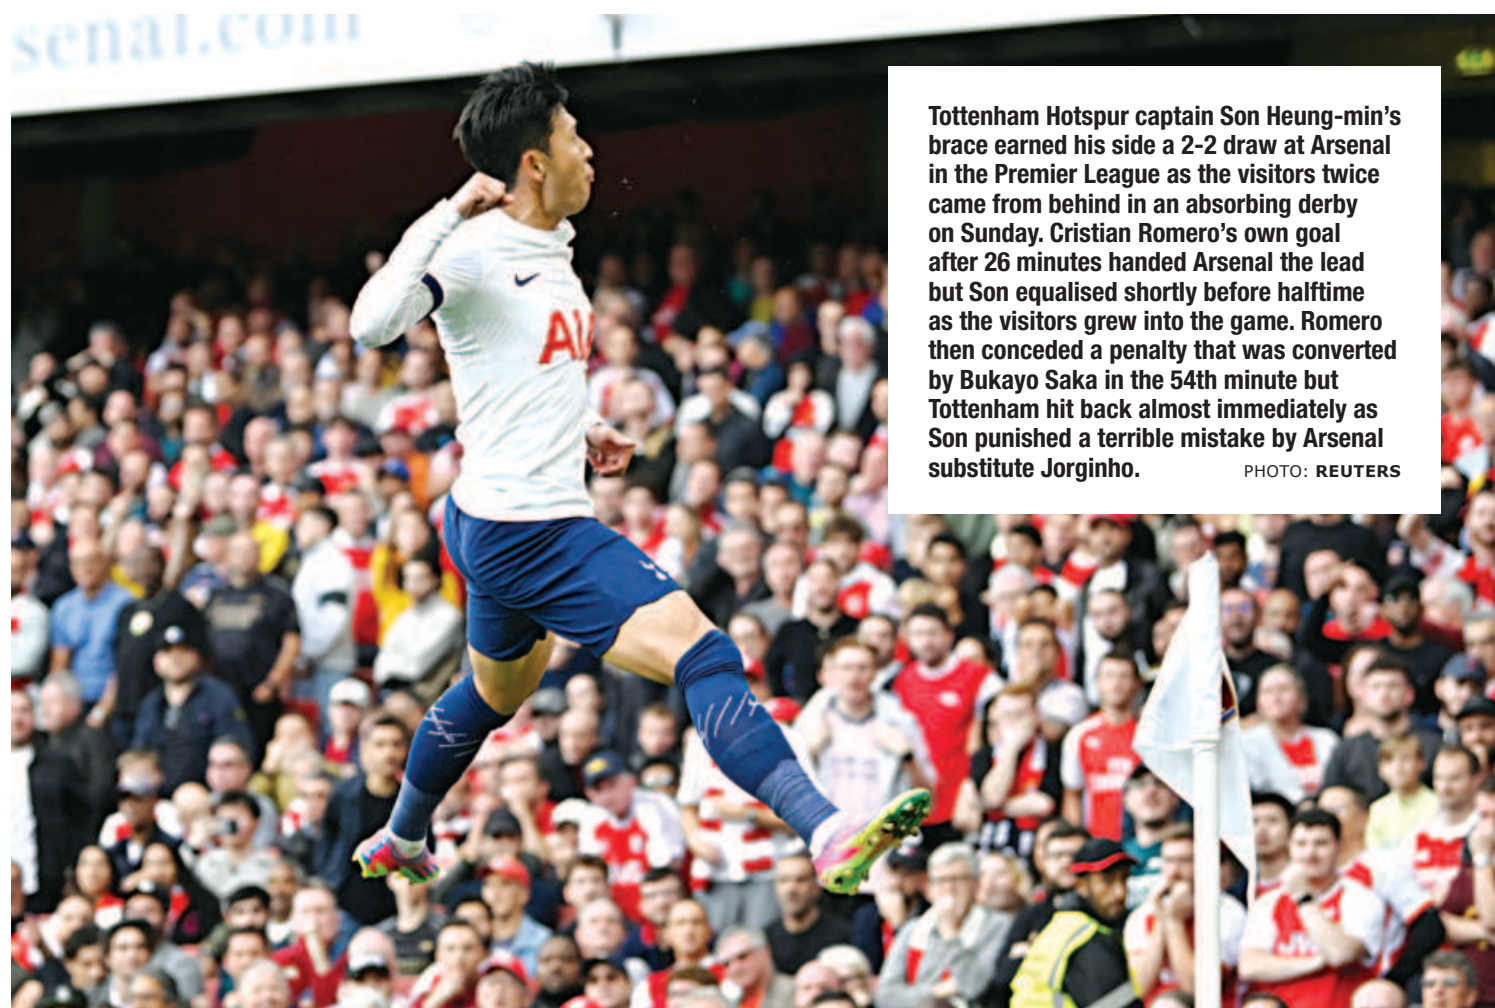 senal.com
AI
Tottenham Hotspur captain Son Heung-min’s
brace earned his side a 2-2 draw at Arsenal
in the Premier League as the visitors twice
came from behind in an absorbing derby
on Sunday. Cristian Romero’s own goal
after 26 minutes handed Arsenal the lead
but Son equalised shortly before halftime
as the visitors grew into the game. Romero
then conceded a penalty that was converted
by Bukayo Saka in the 54th minute but
Tottenham hit back almost immediately as
Son punished a terrible mistake by Arsenal
substitute Jorginho. PHOTO: REUTERS